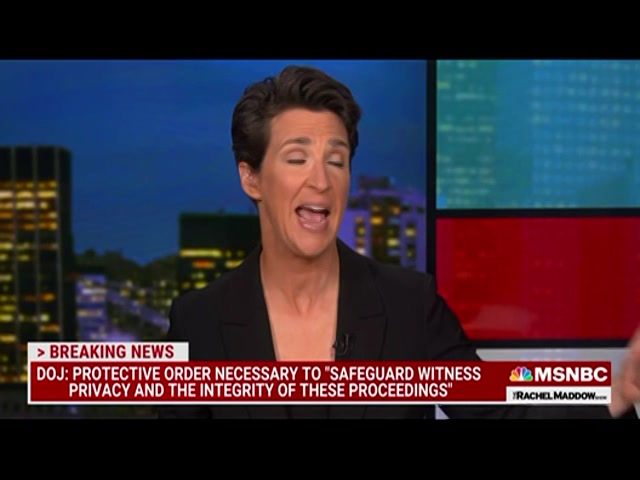 > BREAKING NEWS
DOJ: PROTECTIVE ORDER NECESSARY TO "SAFEGUARD WITNESS
PRIVACY AND THE INTEGRITY OF THESE PROCEEDINGS"
MSNBC
THE RACHEL MADDOW SHOW